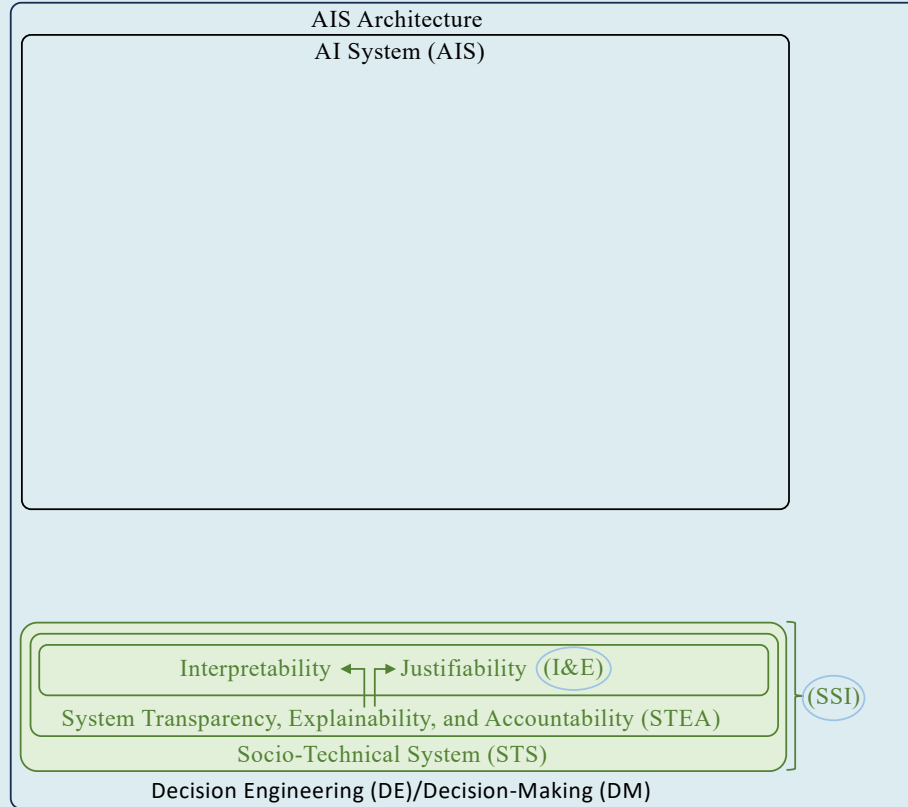 AIS Architecture
AI System (AIS)
Interpretability Justifiability (I&E)
System Transparency, Explainability, and Accountability (STEA)
(SSI)
Socio-Technical System (STS)
Decision Engineering (DE)/Decision-Making (DM)